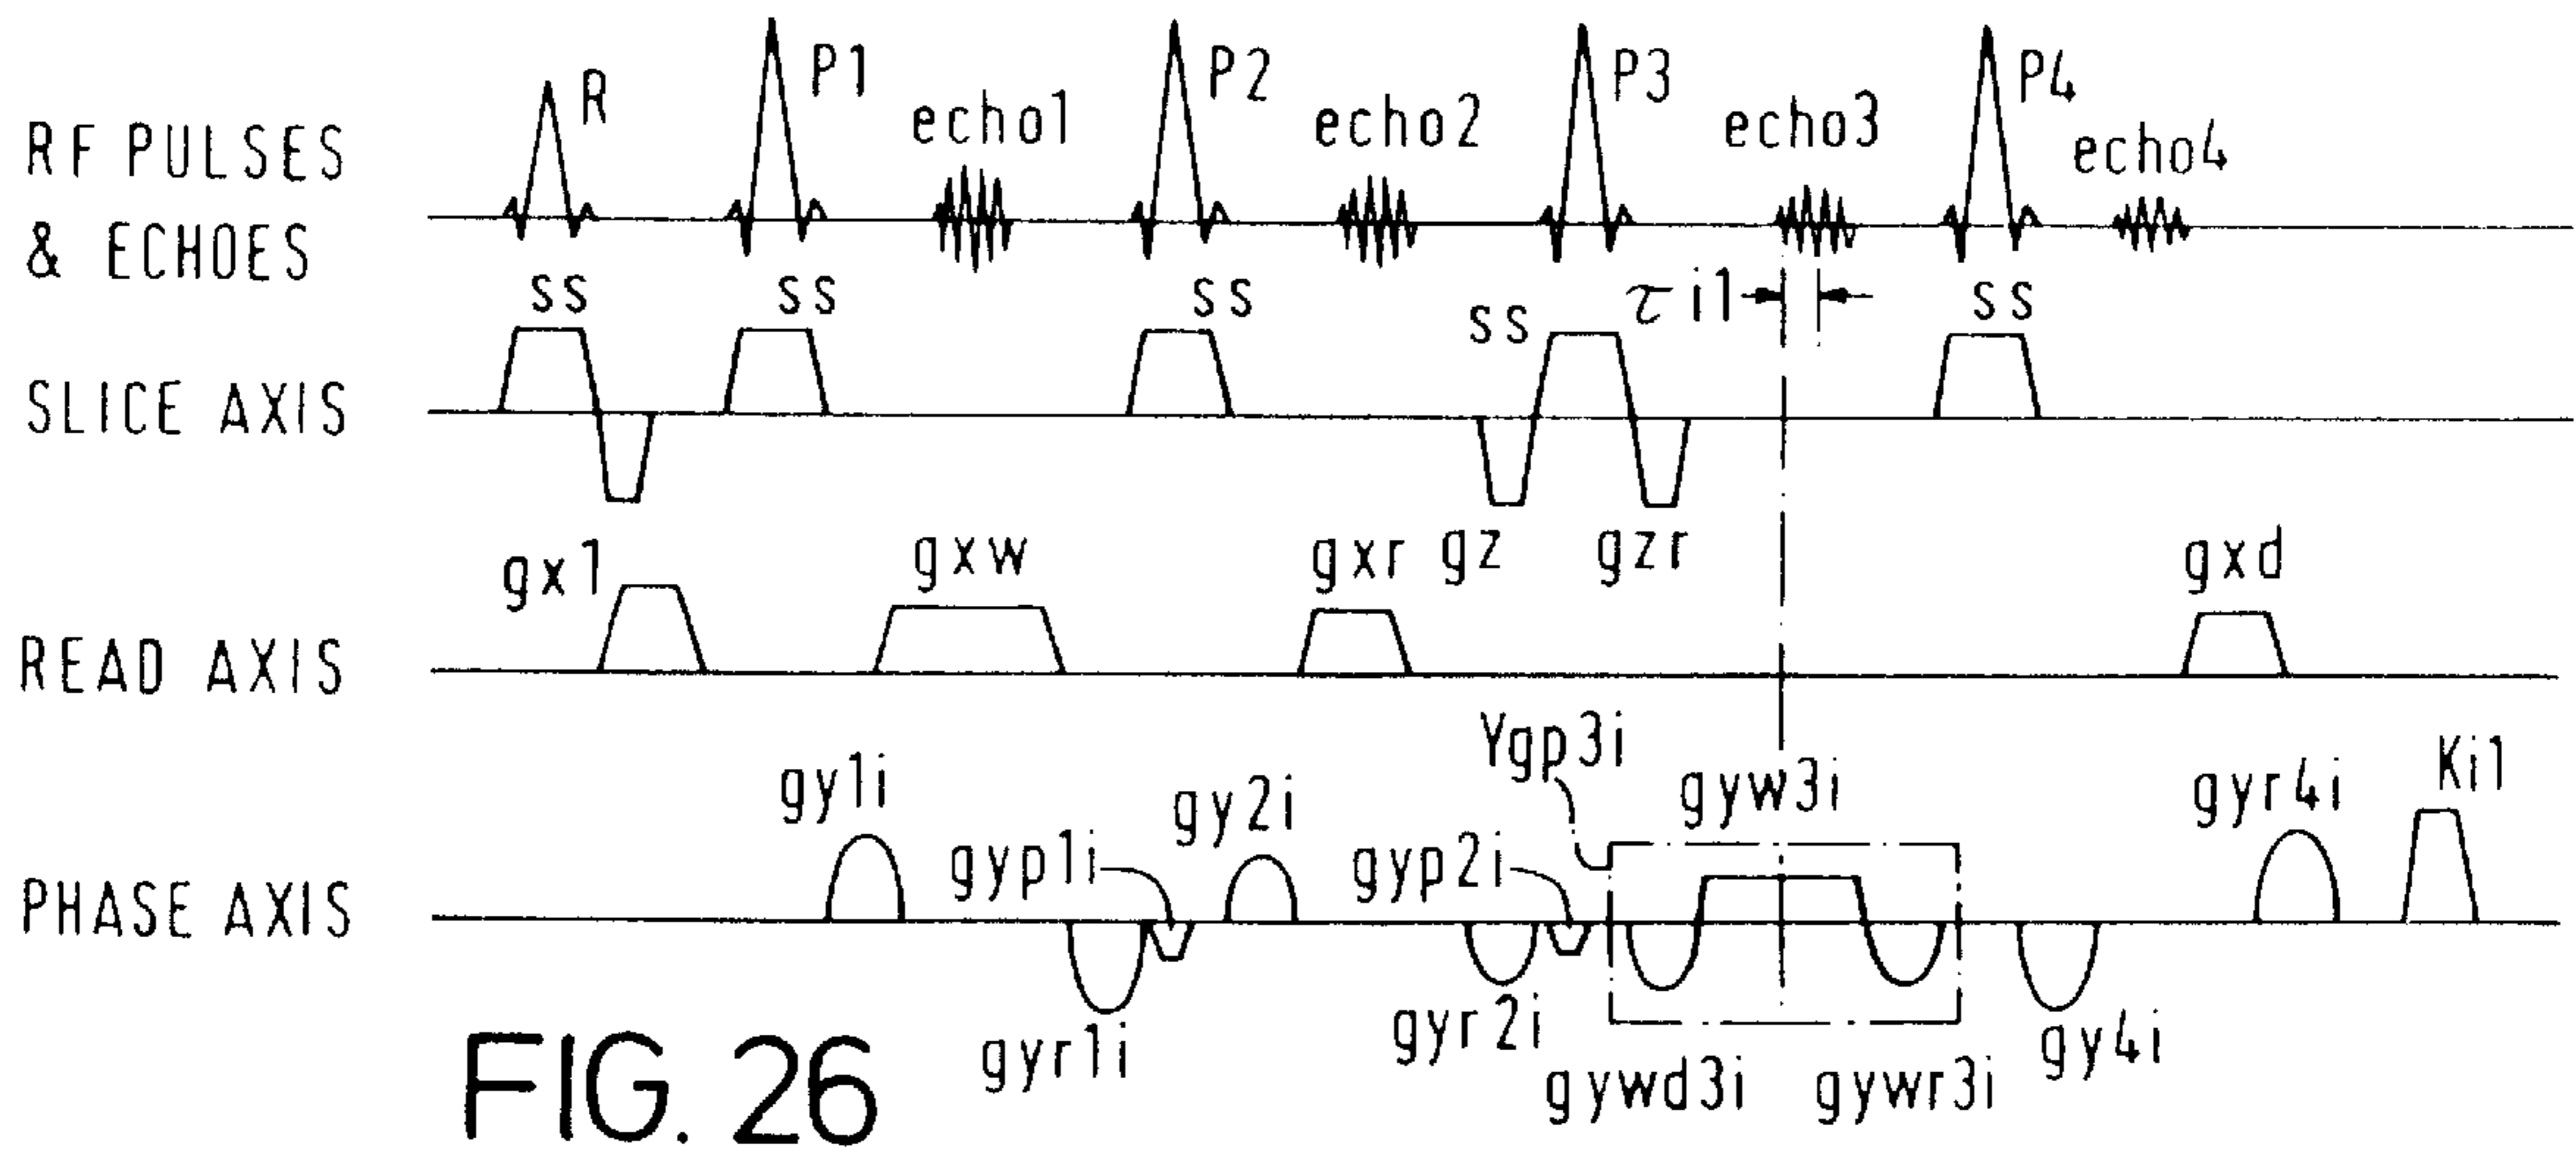 RF PULSES
& ECHOES
R
P1
echo1
P2
echo2
P3
echo3
P4
echo4
τi1
SLICE AXIS
ss
ss
ss
ss
ss
gz
gzr
READ AXIS
gx1
gxw
gxr
gxd
PHASE AXIS
gy1i
gyp1i
gyr1i
gy2i
gyp2i
gyr2i
Ygp3i
gyw3i
gywd3i
gywr3i
gy4i
gyr4i
Ki1
FIG. 26